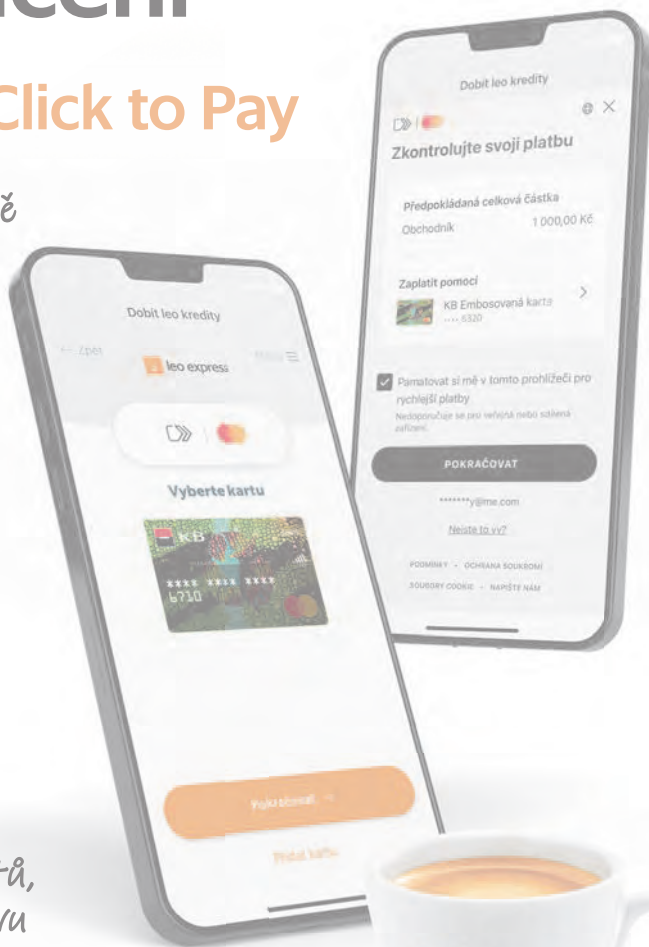 Click to Pay
Dobít leo kredity
← Zpět
leo express
Vyberte kartu
KB
**** **** ****
6710
Pokračovat →
Přidat kartu
Dobít leo kredity
Zkontrolujte svoji platbu
Předpokládaná celková částka
Obchodník 1 000,00 Kč
Zaplatit pomocí
KB Embosovaná karta
.... 6320
Pamatovat si mě v tomto prohlížeči pro
rychlejší platby
Nedoporučuje se pro veřejná nebo sdílená
zařízení.
POKRAČOVAT
*******y@me.com
Nejste to vy?
PODMÍNKY • OCHRANA SOUKROMÍ
SOUBORY COOKIE • NAPIŠTE NÁM